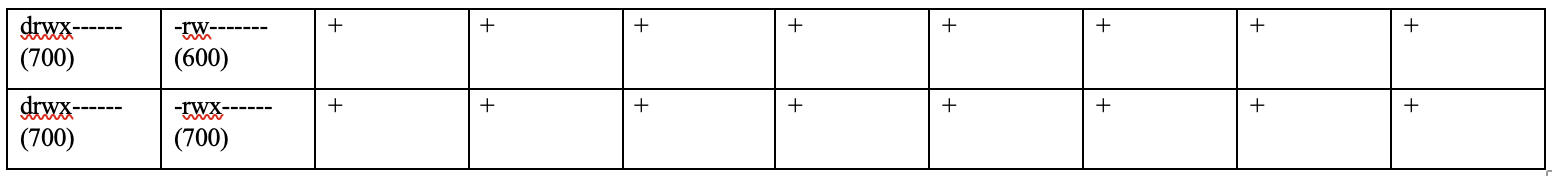 drwx------ -rw------- + + + + + + + +
(700) (600)
drwx------ -rwx------ + + + + + + + +
(700) (700)